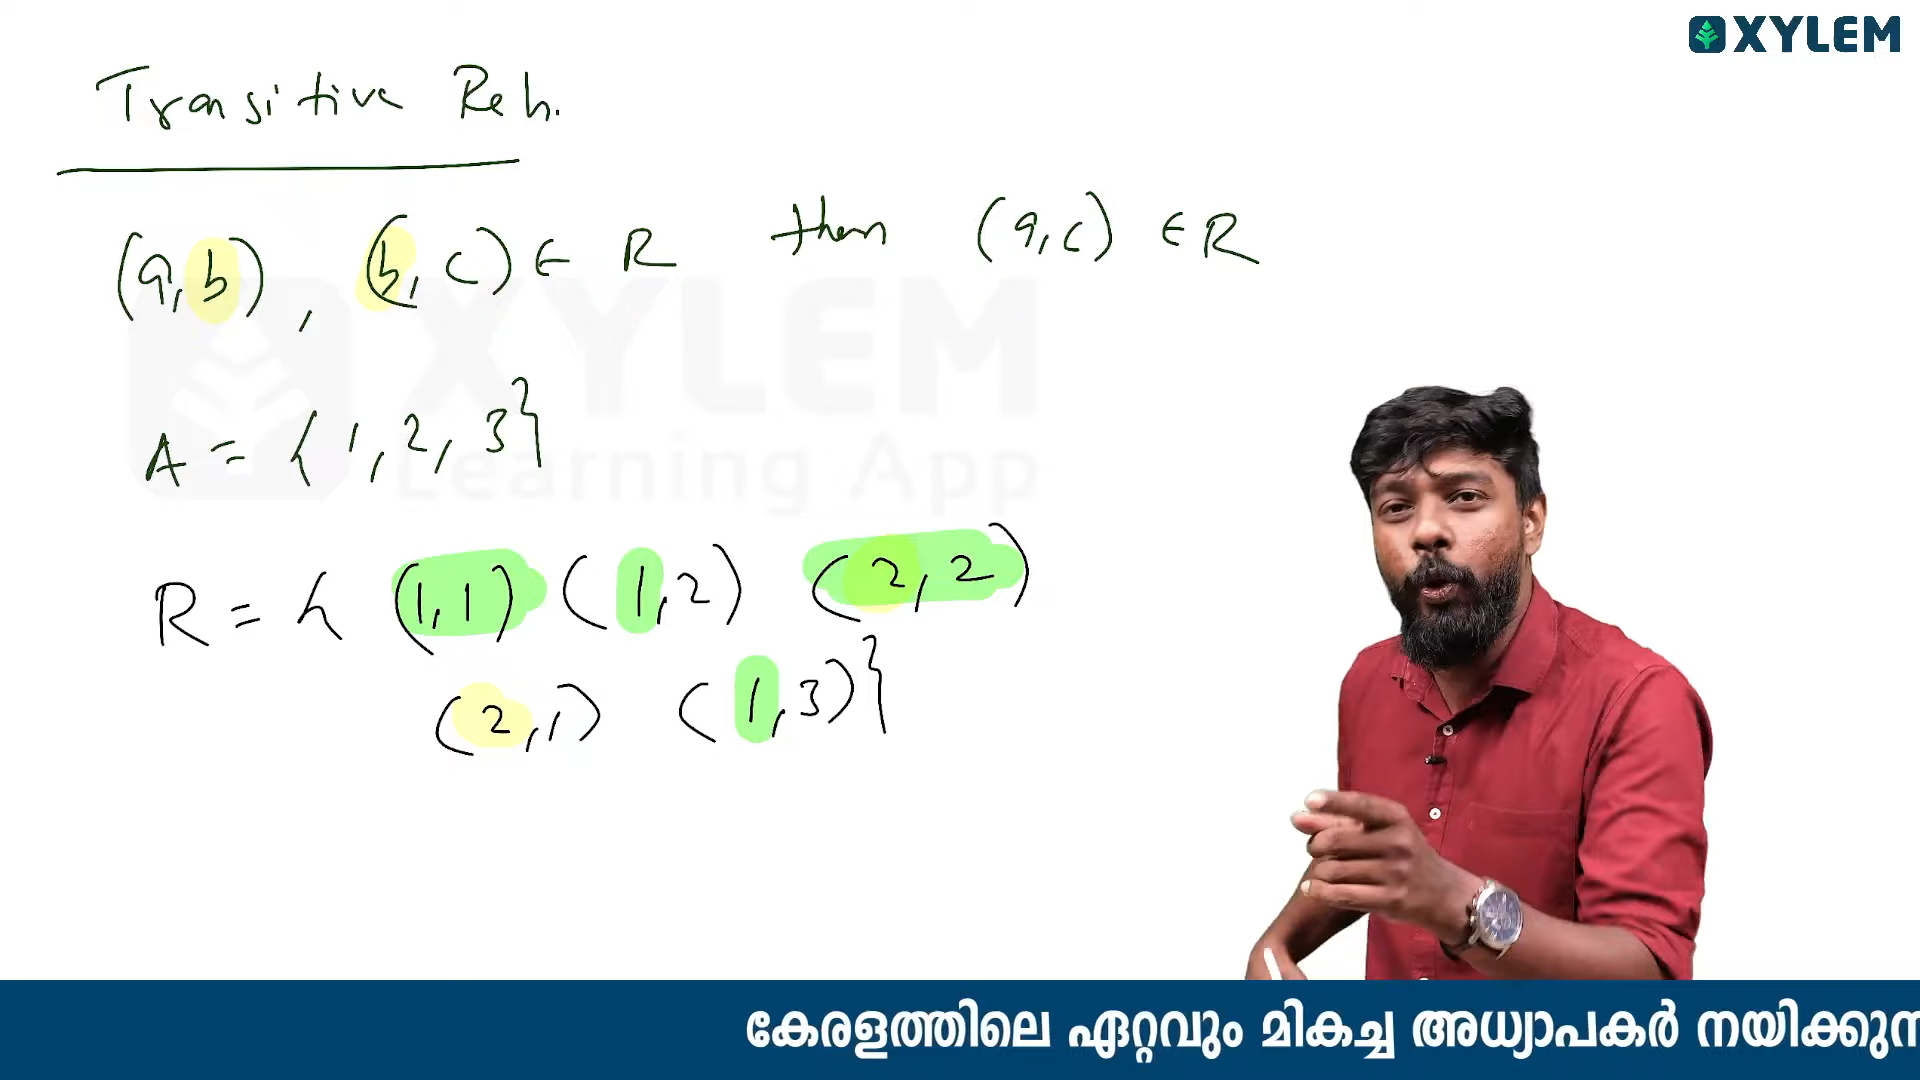 XYLEM
Transitive Reln.
(a,b) , (b,c) ∈ R then (a,c) ∈ R
XYLEM
Learning App
A = {1,2,3}
R = { (1,1) (1,2) (2,2)
(2,1) (1,3)}
കേരളത്തിലെ ഏറ്റവും മികച്ച അധ്യാപകർ നയിക്കുന്ന